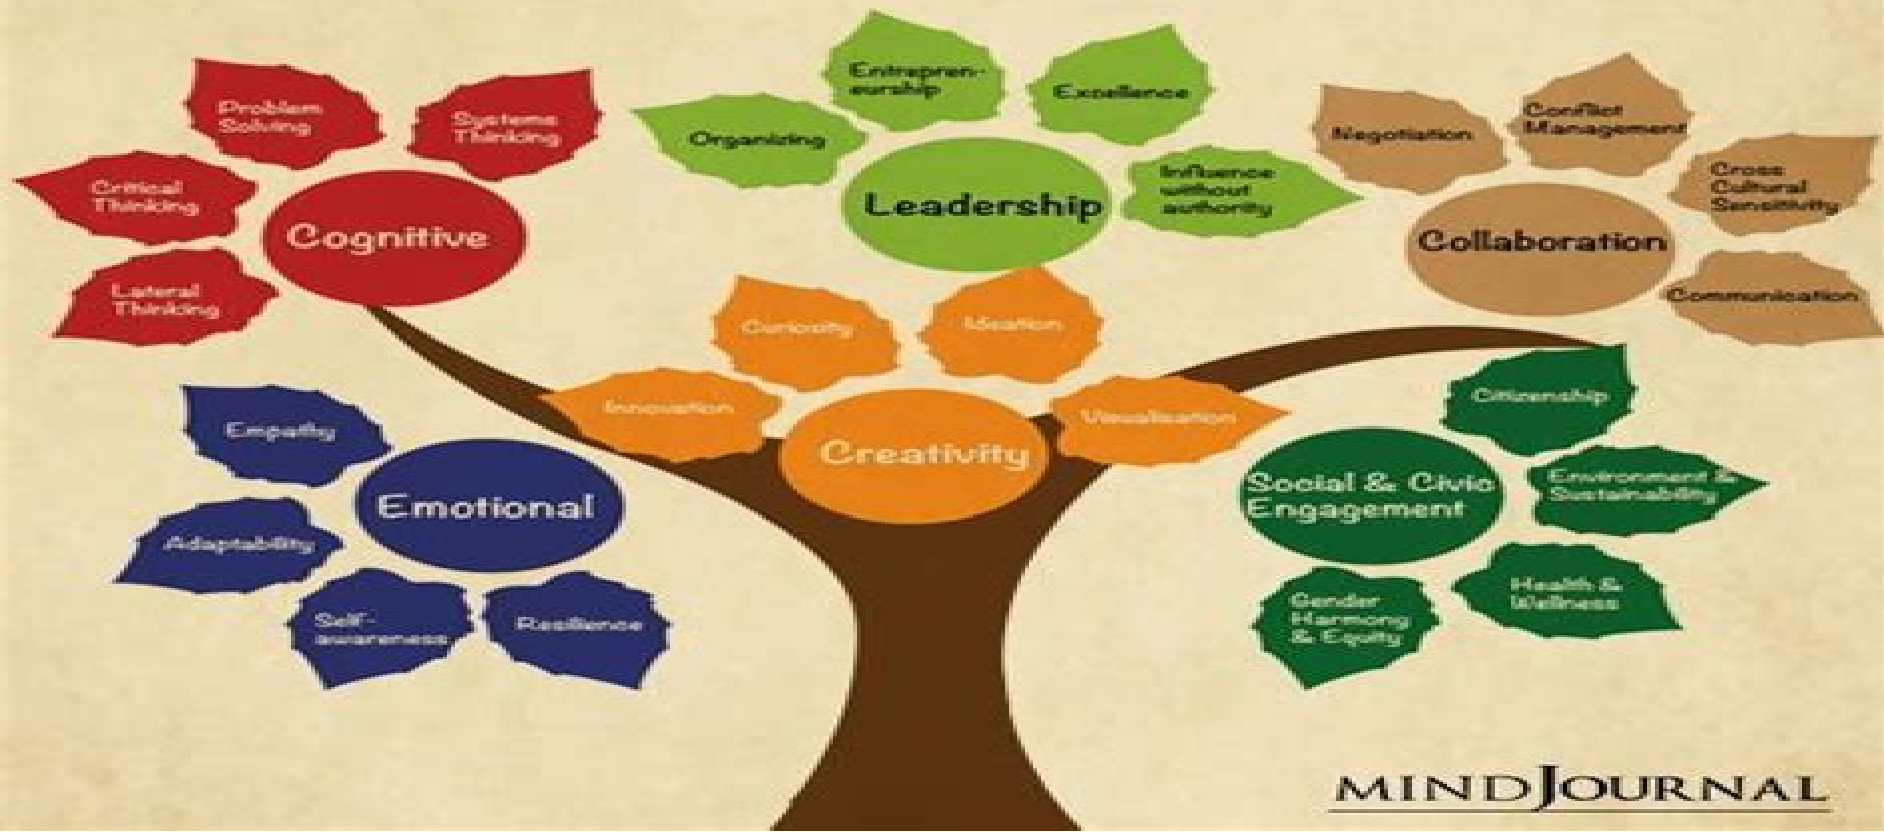 Problem
Solving
Systems
Thinking
Critical
Thinking
Lateral
Thinking
Cognitive
Entrepren-
eurship
Excellence
Organizing
Influence
without
authority
Leadership
Negotiation
Conflict
Management
Cross
Cultural
Sensitivity
Communication
Collaboration
Curiosity
Ideation
Innovation
Visualisation
Creativity
Empathy
Adaptability
Self-
awareness
Resilience
Emotional
Citizenship
Environment &
Sustainability
Health &
Wellness
Gender
Harmony
& Equity
Social & Civic
Engagement
MINDJOURNAL